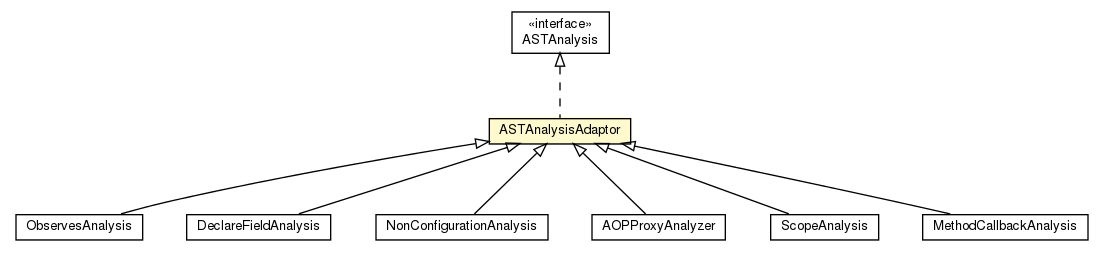 «interface»
ASTAnalysis
ASTAnalysisAdaptor
ObservesAnalysis
DeclareFieldAnalysis
NonConfigurationAnalysis
AOPProxyAnalyzer
ScopeAnalysis
MethodCallbackAnalysis